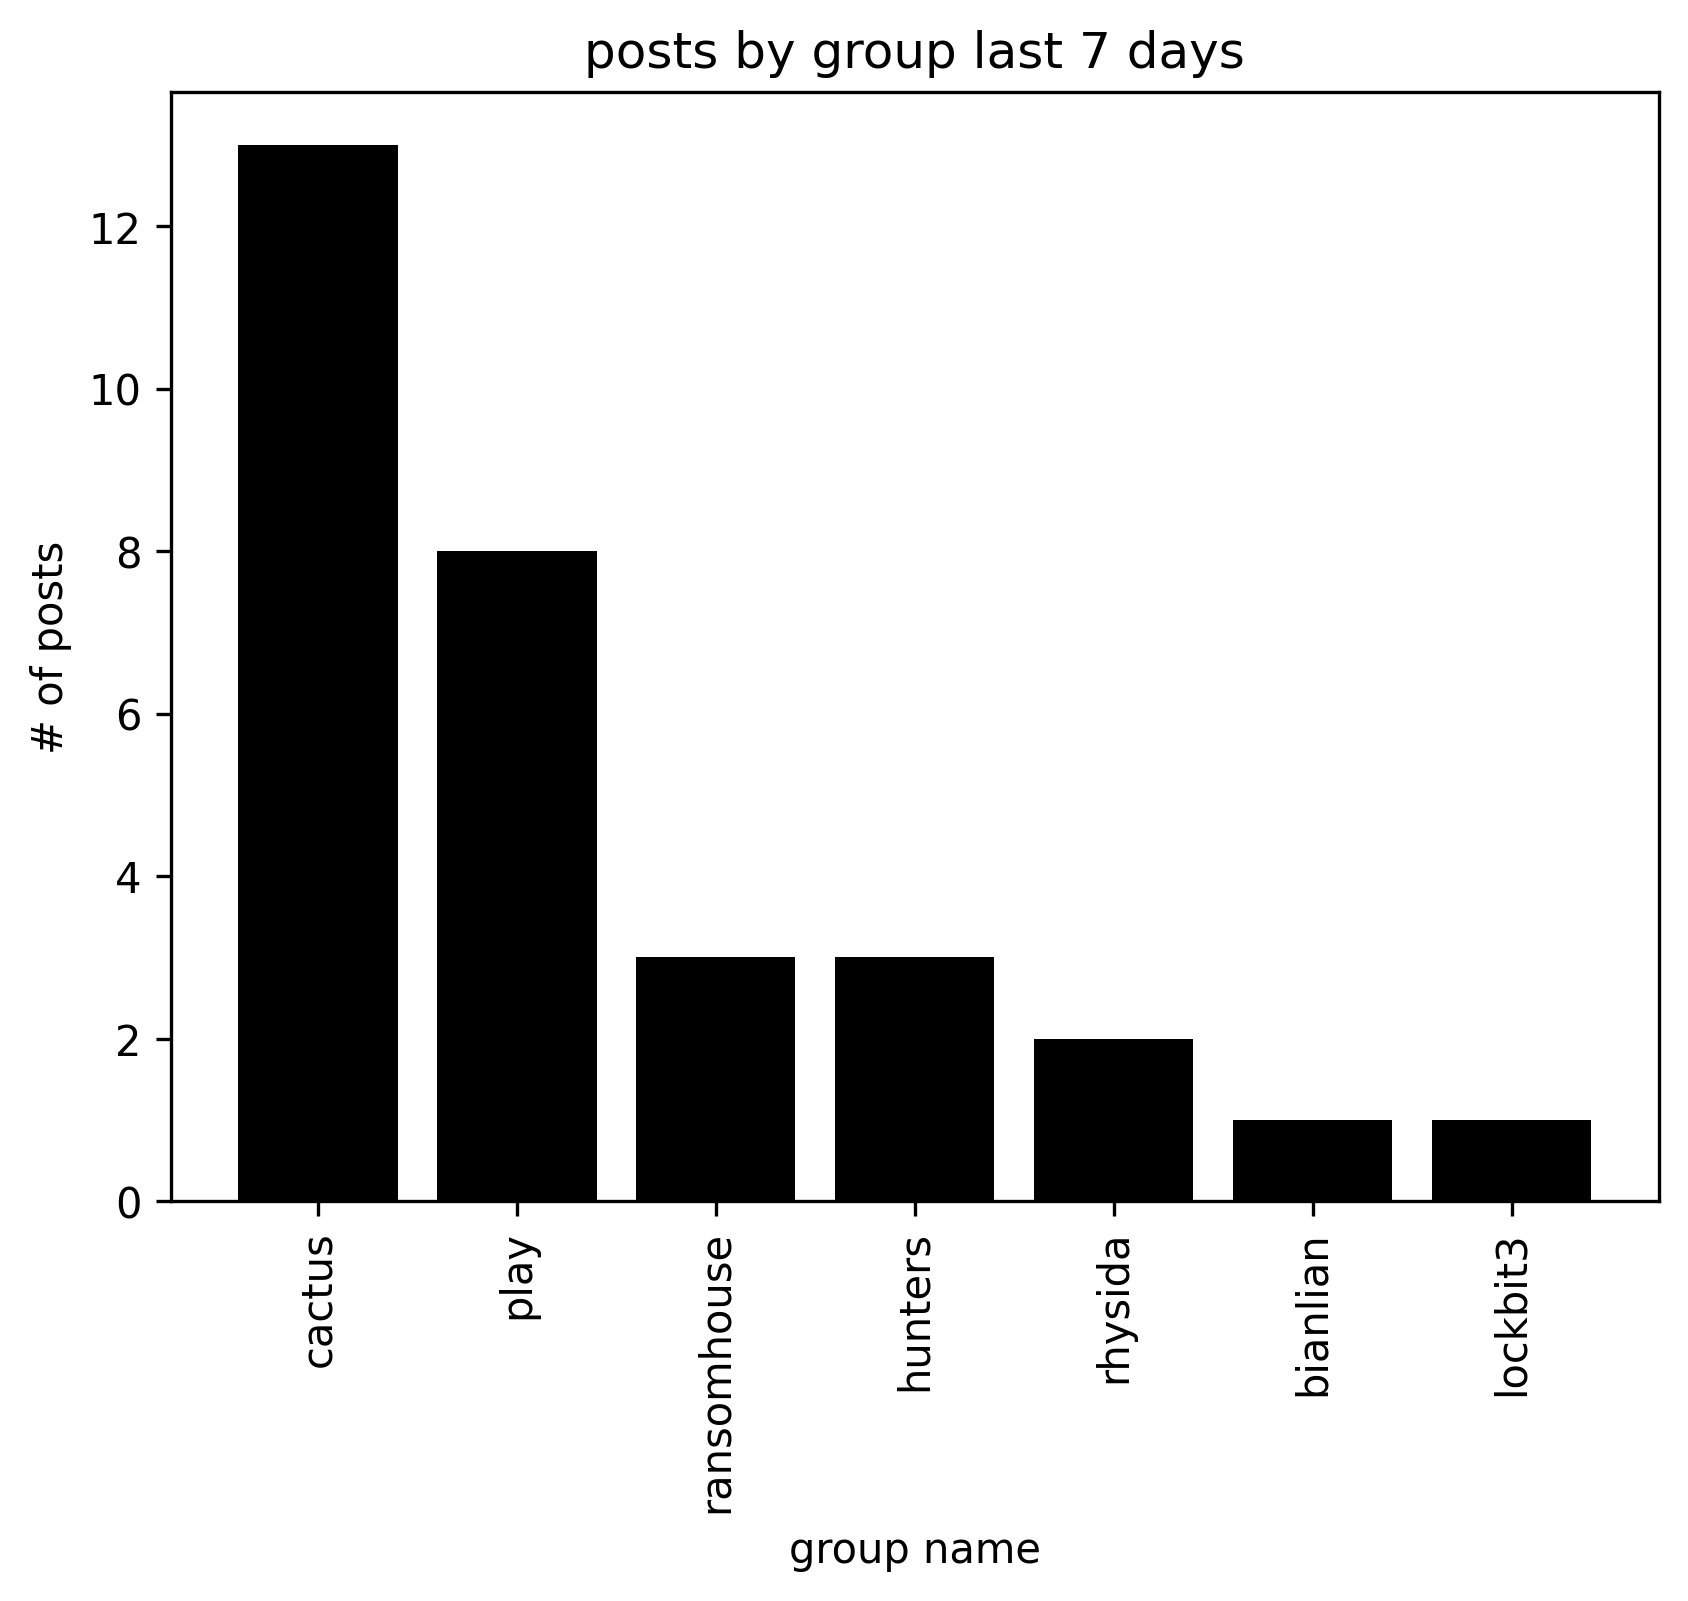 posts by group last 7 days
# of posts
12
10
8
6
4
2
0
cactus
play
ransomhouse
hunters
rhysida
bianlian
lockbit3
group name